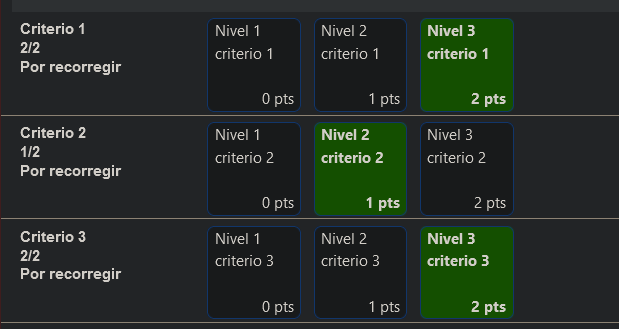 Criterio 1
2/2
Por recorregir
Nivel 1
criterio 1
0 pts
Nivel 2
criterio 1
1 pts
Nivel 3
criterio 1
2 pts
Criterio 2
1/2
Por recorregir
Nivel 1
criterio 2
0 pts
Nivel 2
criterio 2
1 pts
Nivel 3
criterio 2
2 pts
Criterio 3
2/2
Por recorregir
Nivel 1
criterio 3
0 pts
Nivel 2
criterio 3
1 pts
Nivel 3
criterio 3
2 pts